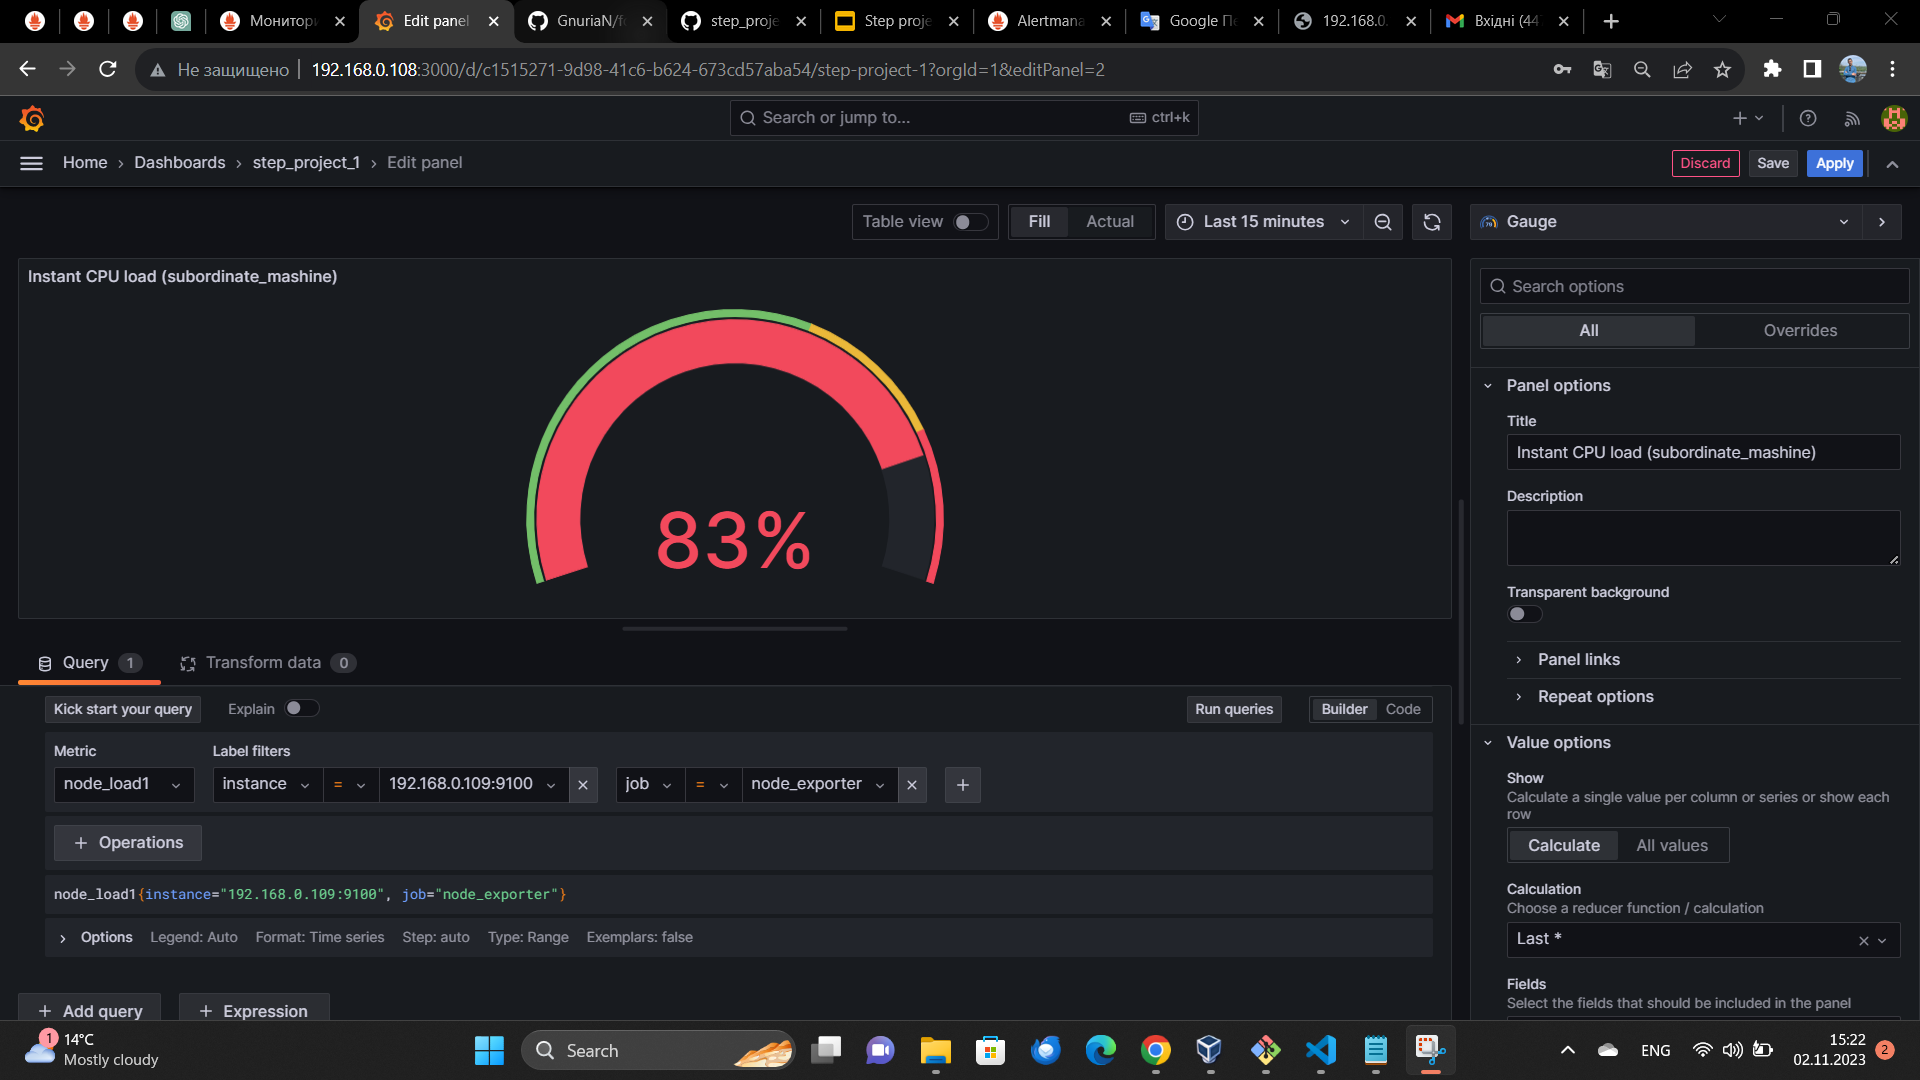 Монитори
Edit panel
GnuriaN/f
step_proje
Step proje
Alertmana
Google П
192.168.0.
Вхідні (44
Не защищено
192.168.0.108:3000/d/c1515271-9d98-41c6-b624-673cd57aba54/step-project-1?orgId=1&editPanel=2
Search or jump to...
ctrl+k
Home > Dashboards > step_project_1 > Edit panel
Discard
Save
Apply
Table view
Fill
Actual
Last 15 minutes
Gauge
Instant CPU load (subordinate_mashine)
83%
Search options
All
Overrides
Panel options
Title
Instant CPU load (subordinate_mashine)
Description
Transparent background
Panel links
Repeat options
Query 1
Transform data 0
Kick start your query
Explain
Run queries
Builder
Code
Metric
Label filters
node_load1
instance
=
192.168.0.109:9100
job
=
node_exporter
+ Operations
node_load1{instance="192.168.0.109:9100", job="node_exporter"}
Options
Legend: Auto
Format: Time series
Step: auto
Type: Range
Exemplars: false
+ Add query
+ Expression
Value options
Show
Calculate a single value per column or series or show each
row
Calculate
All values
Calculation
Choose a reducer function / calculation
Last *
Fields
Select the fields that should be included in the panel
1
14°C
Mostly cloudy
Search
ENG
15:22
02.11.2023
2